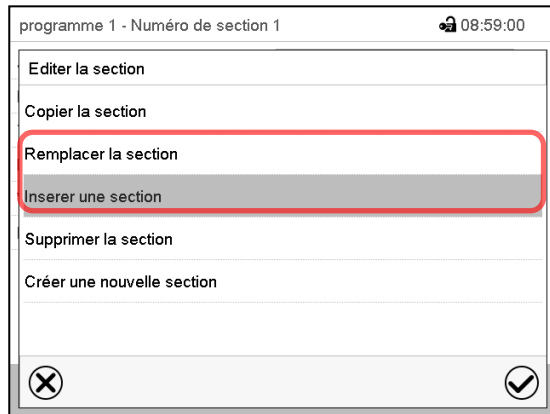 programme 1 - Numéro de section 1 08:59:00
Editer la section
Copier la section
Remplacer la section
Inserer une section
Supprimer la section
Créer une nouvelle section